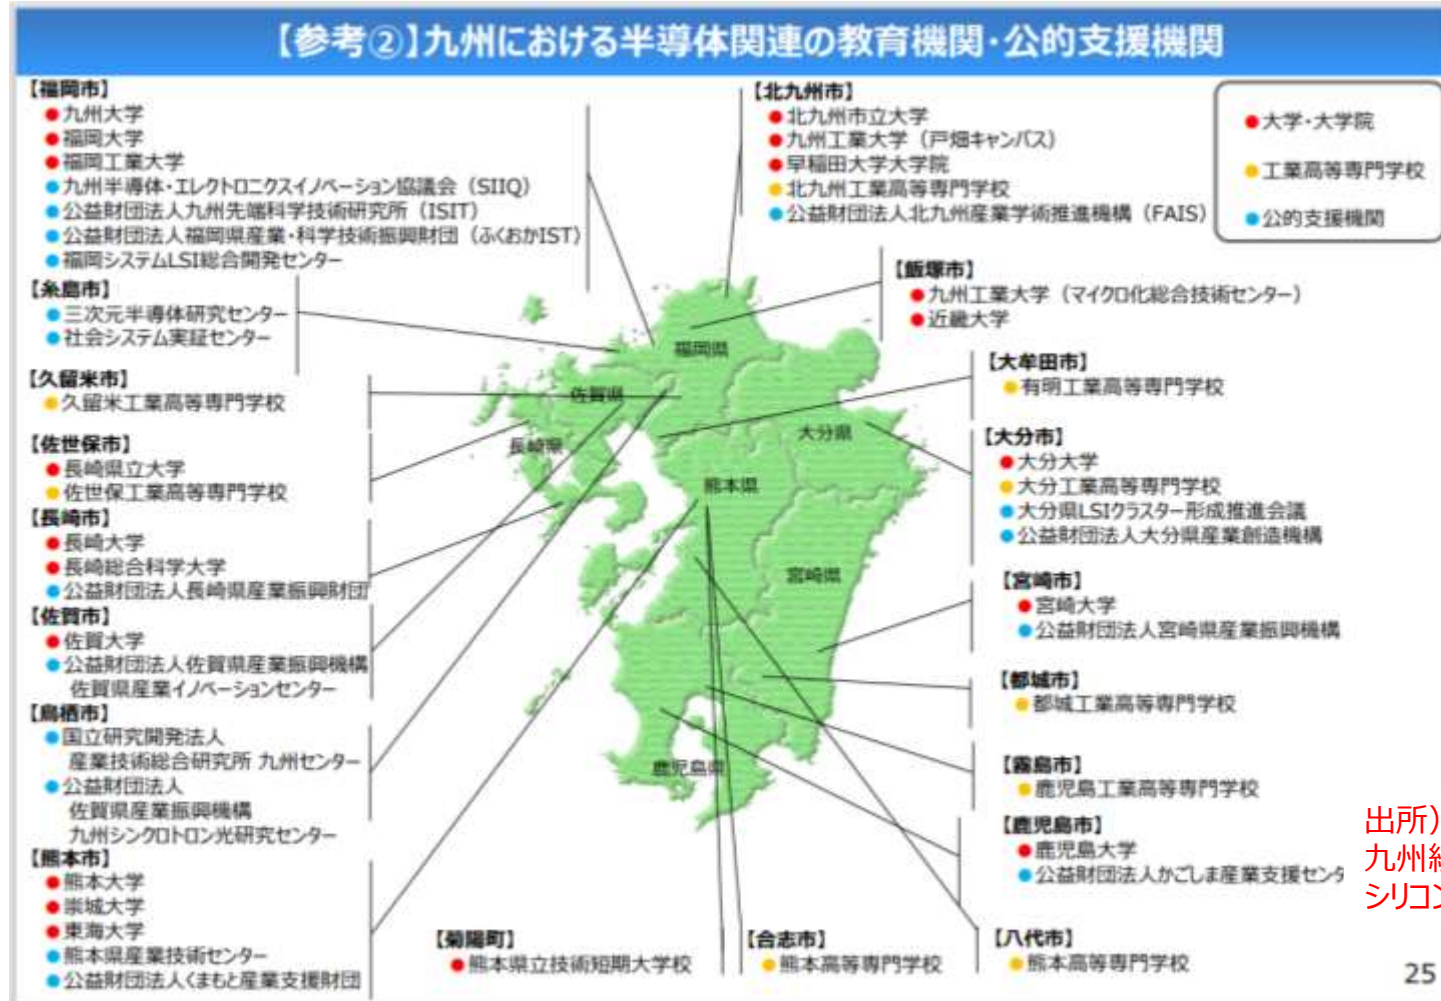 【参考②】九州における半導体関連の教育機関・公的支援機関
【福岡市】
九州大学
福岡大学
福岡工業大学
九州半導体・エレクトロニクスイノベーション協議会（SIIQ）
公益財団法人九州先端科学技術研究所（ISIT）
公益財団法人福岡県産業・科学技術振興財団（ふくおかIST）
福岡システムLSI総合開発センター
【糸島市】
三次元半導体研究センター
社会システム実証センター
【久留米市】
久留米工業高等専門学校
【佐世保市】
長崎県立大学
佐世保工業高等専門学校
【長崎市】
長崎大学
長崎総合科学大学
公益財団法人長崎県産業振興財団
【佐賀市】
佐賀大学
公益財団法人佐賀県産業振興機構
佐賀県産業イノベーションセンター
【鳥栖市】
国立研究開発法人
産業技術総合研究所 九州センター
公益財団法人
佐賀県産業振興機構
九州シンクロトロン光研究センター
【熊本市】
熊本大学
崇城大学
東海大学
熊本県産業技術センター
公益財団法人くまもと産業支援財団
【菊陽町】
熊本県立技術短期大学校
【合志市】
熊本高等専門学校
【八代市】
熊本高等専門学校
【北九州市】
北九州市立大学
九州工業大学（戸畑キャンパス）
早稲田大学大学院
北九州工業高等専門学校
公益財団法人北九州産業学術推進機構（FAIS）
大学・大学院
工業高等専門学校
公的支援機関
【飯塚市】
九州工業大学（マイクロ化総合技術センター）
近畿大学
【大牟田市】
有明工業高等専門学校
【大分市】
大分大学
大分工業高等専門学校
大分県LSIクラスター形成推進会議
公益財団法人大分県産業創造機構
【宮崎市】
宮崎大学
公益財団法人宮崎県産業振興機構
【都城市】
都城工業高等専門学校
【霧島市】
鹿児島工業高等専門学校
【鹿児島市】
鹿児島大学
公益財団法人かごしま産業支援センタ
福岡県
佐賀県
長崎県
大分県
熊本県
宮崎県
鹿児島県
出所）
九州経
シリコン
25